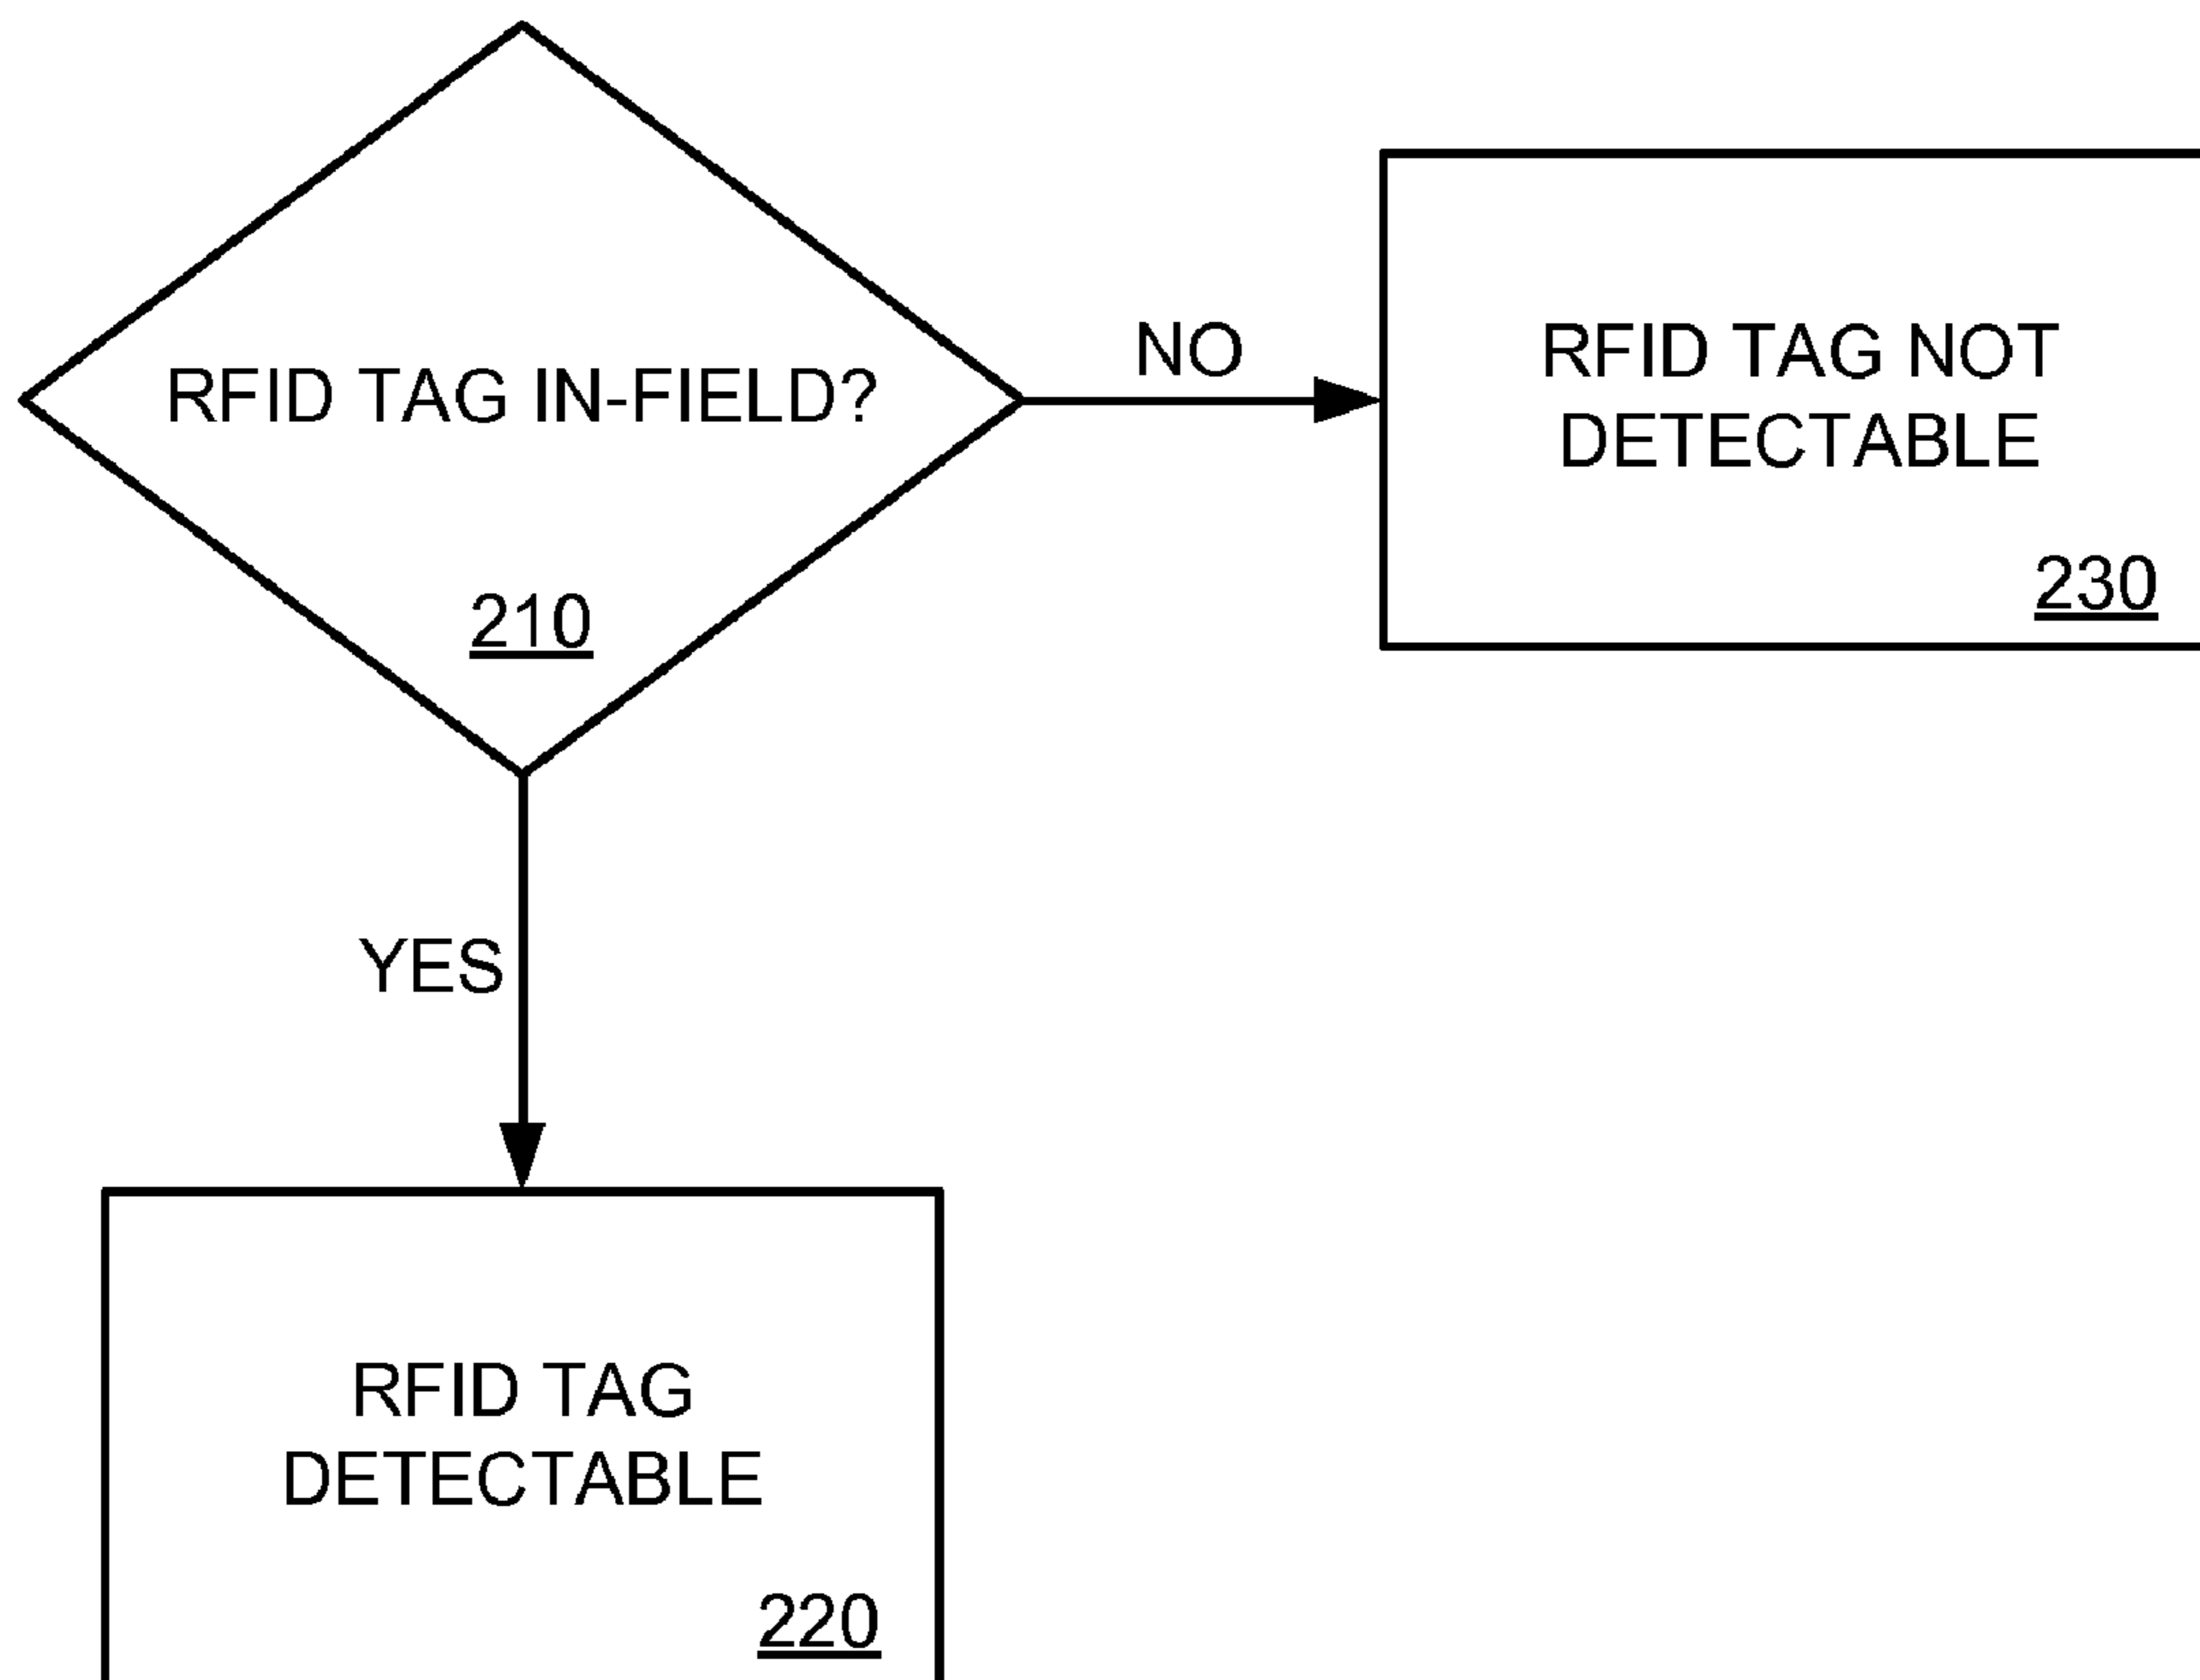 RFID TAG IN-FIELD?
210
NO
RFID TAG NOT
DETECTABLE
230
YES
RFID TAG
DETECTABLE
220